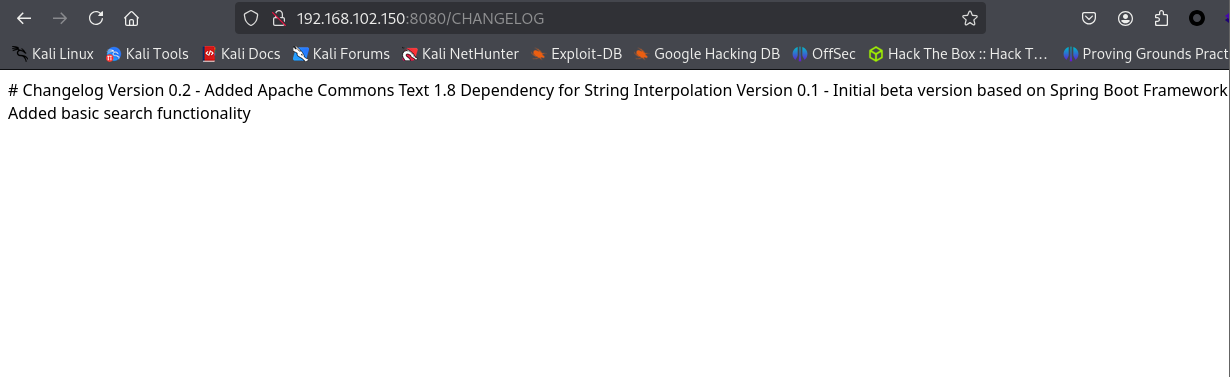 192.168.102.150:8080/CHANGELOG
Kali Linux Kali Tools Kali Docs Kali Forums Kali NetHunter Exploit-DB Google Hacking DB OffSec Hack The Box :: Hack T... Proving Grounds Pract
# Changelog Version 0.2 - Added Apache Commons Text 1.8 Dependency for String Interpolation Version 0.1 - Initial beta version based on Spring Boot Framework
Added basic search functionality